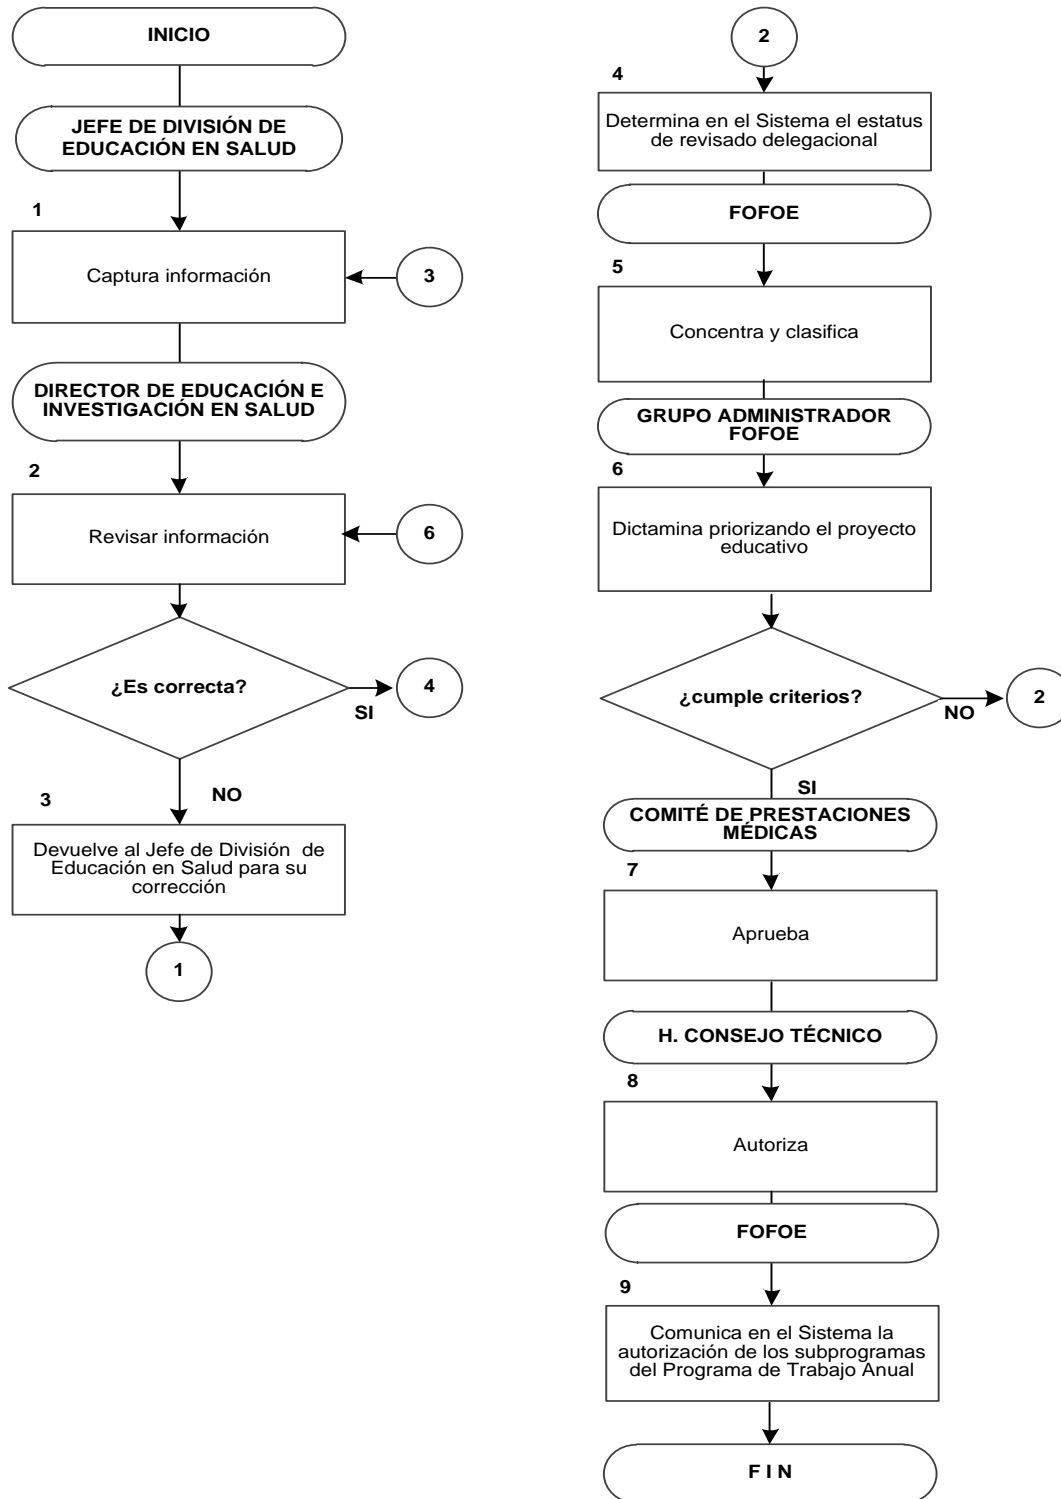 INICIO
JEFE DE DIVISIÓN DE
EDUCACIÓN EN SALUD
1
Captura información
3
DIRECTOR DE EDUCACIÓN E
INVESTIGACIÓN EN SALUD
2
Revisar información
6
¿Es correcta?
4
SI
NO
3
Devuelve al Jefe de División de
Educación en Salud para su
corrección
1
2
4
Determina en el Sistema el estatus
de revisado delegacional
FOFOE
5
Concentra y clasifica
GRUPO ADMINISTRADOR
FOFOE
6
Dictamina priorizando el proyecto
educativo
¿cumple criterios?
2
NO
SI
COMITÉ DE PRESTACIONES
MÉDICAS
7
Aprueba
H. CONSEJO TÉCNICO
8
Autoriza
FOFOE
9
Comunica en el Sistema la
autorización de los subprogramas
del Programa de Trabajo Anual
F I N